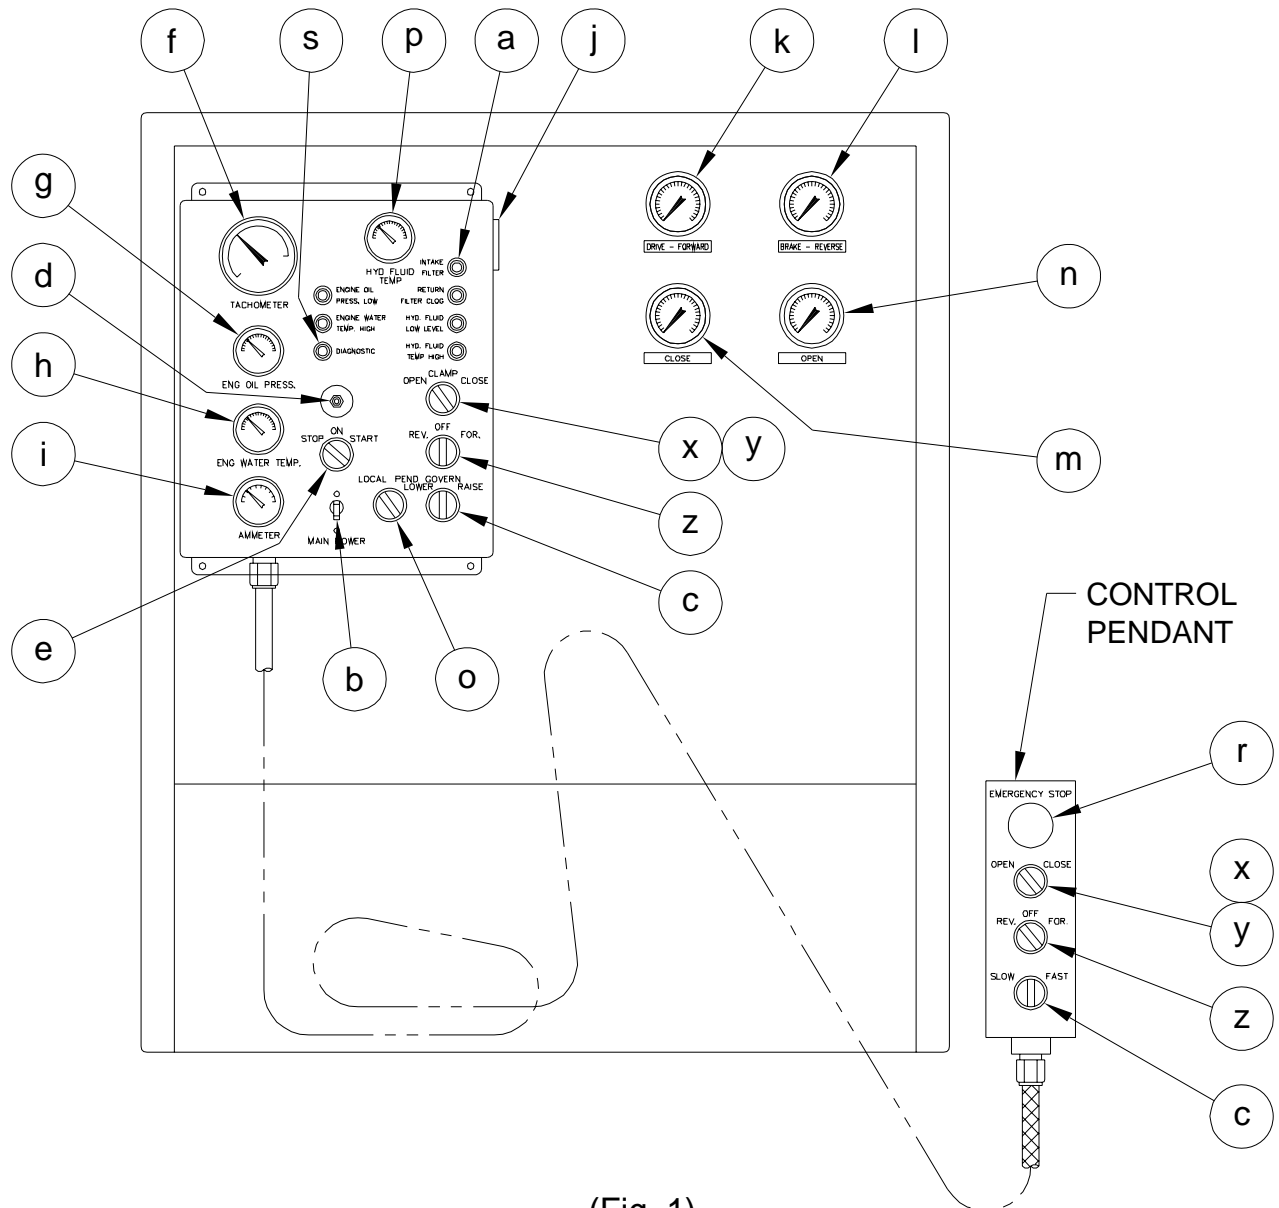 f s p a j k l
g
d
h
i
e
TACHOMETER
HYD FLUID
TEMP
INTAKE
FILTER
ENGINE OIL
PRESS. LOW
RETURN
FILTER CLOG
ENGINE WATER
TEMP. HIGH
HYD. FLUID
LOW LEVEL
DIAGNOSTIC
HYD. FLUID
TEMP HIGH
ENG OIL PRESS.
CLAMP
OPEN CLOSE
ON
STOP START
OFF
REV. FOR.
ENG WATER TEMP.
LOCAL PEND GOVERN
LOWER RAISE
AMMETER
MAIN POWER
DRIVE - FORWARD
BRAKE - REVERSE
CLOSE
OPEN
n
m
x y
z
c
b
o
CONTROL
PENDANT
EMERGENCY STOP
OPEN CLOSE
OFF
REV. FOR.
SLOW FAST
r
x
y
z
c
(Fig. 1)